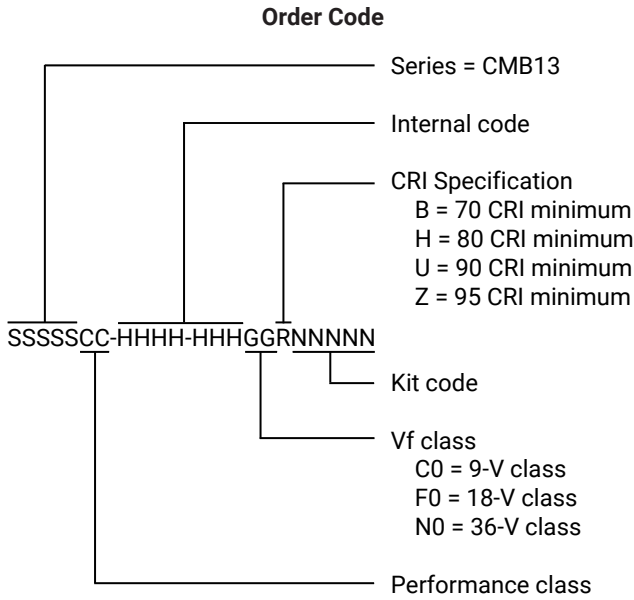 Order Code
Series = CMB13
Internal code
CRI Specification
B = 70 CRI minimum
H = 80 CRI minimum
U = 90 CRI minimum
Z = 95 CRI minimum
SSSSSCC-HHHH-HHHGGRNNNNN
Kit code
Vf class
C0 = 9-V class
F0 = 18-V class
N0 = 36-V class
Performance class